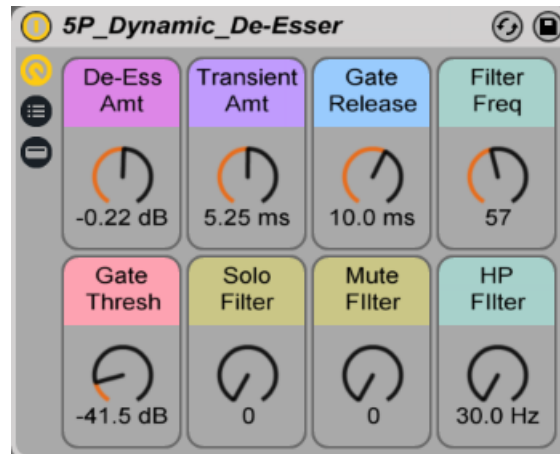 5P_Dynamic_De-Esser
De-Ess Amt
Transient Amt
Gate Release
Filter Freq
-0.22 dB
5.25 ms
10.0 ms
57
Gate Thresh
Solo Filter
Mute FIlter
HP FIlter
-41.5 dB
0
0
30.0 Hz